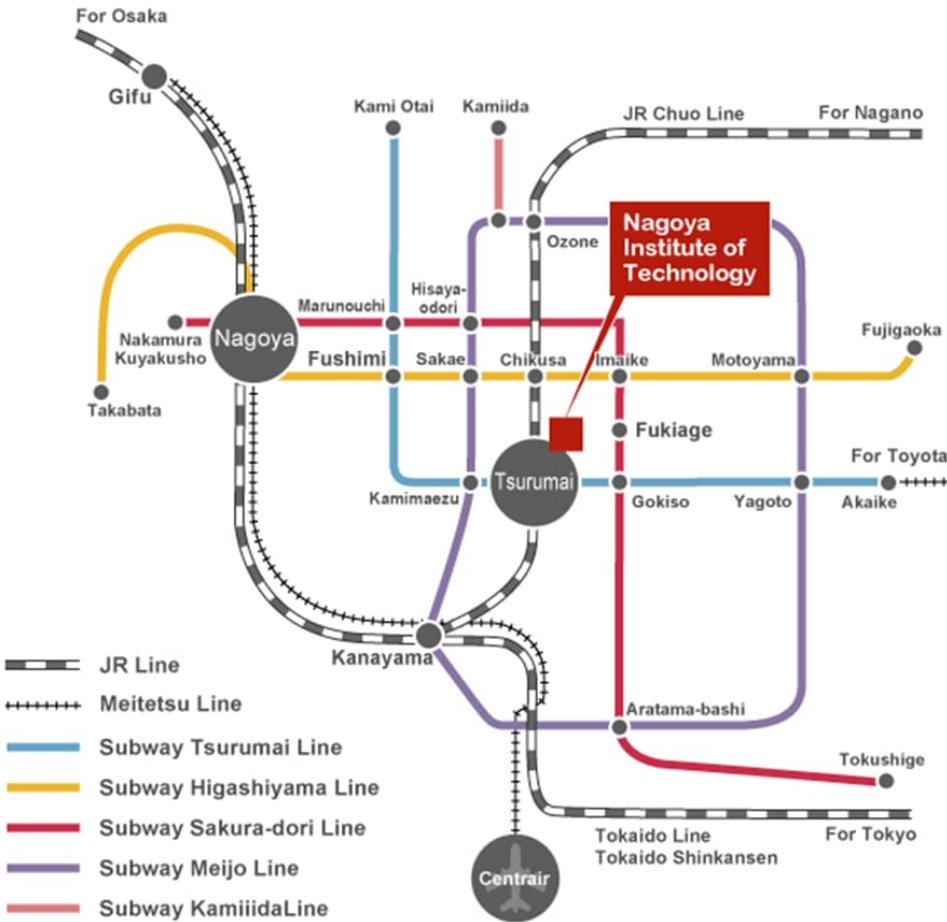 For Osaka
Gifu
Kami Otai
Kamiida
JR Chuo Line
For Nagano
Nagoya
Institute of
Technology
Ozone
Hisaya-
odori
Marunouchi
Nakamura
Kuyakusho
Nagoya
Fushimi
Sakae
Chikusa
Imaike
Motoyama
Fujigaoka
Takabata
Fukiage
For Toyota
Kamimaezu
Tsurumai
Gokiso
Yagoto
Akaike
Kanayama
JR Line
Meitetsu Line
Subway Tsurumai Line
Subway Higashiyama Line
Subway Sakura-dori Line
Subway Meijo Line
Subway KamiiidaLine
Aratama-bashi
Tokushige
Tokaido Line
Tokaido Shinkansen
For Tokyo
Centrair